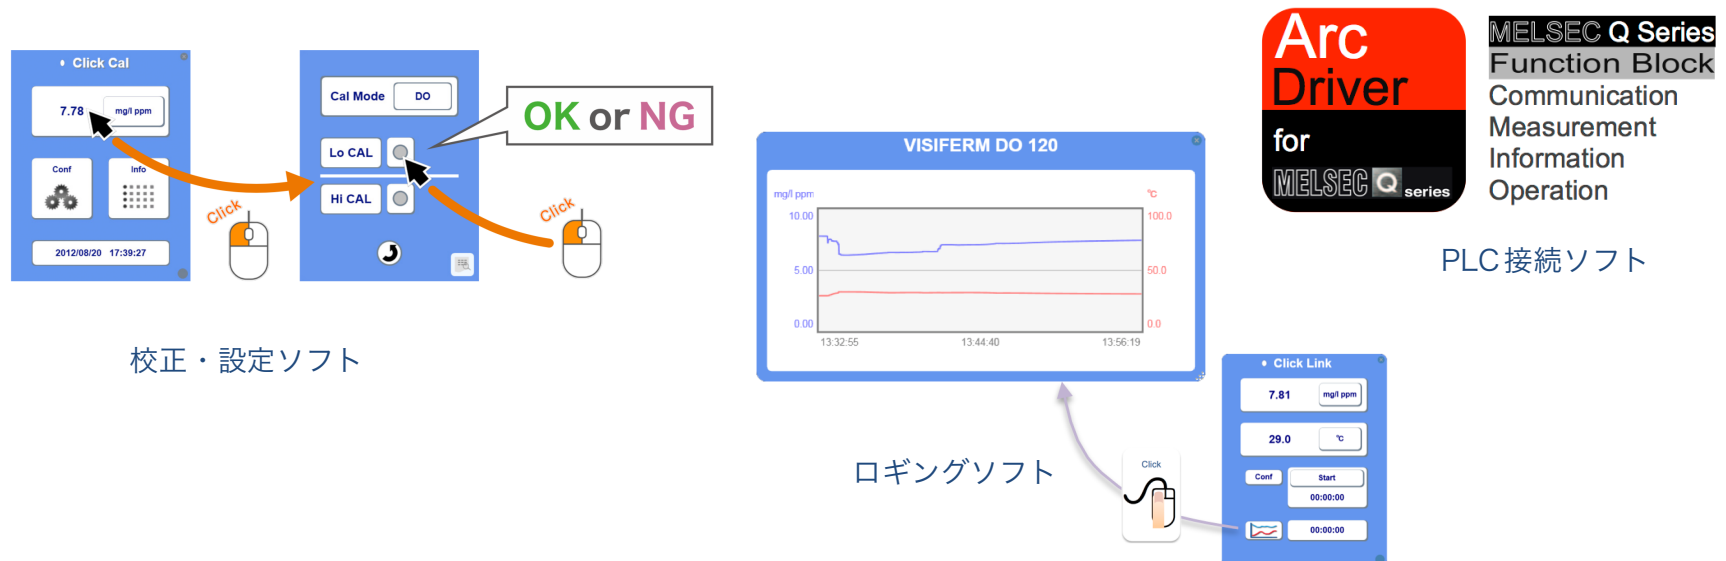 • Click Cal
7.78
mg/l ppm
Conf
Info
2012/08/20 17:39:27
Click
Cal Mode
DO
Lo CAL
Hi CAL
OK or NG
Click
校正・設定ソフト
VISIFERM DO 120
mg/l ppm
°C
10.00
100.0
5.00
50.0
0.00
0.0
13:32:55
13:44:40
13:56:19
ロギングソフト
Click
• Click Link
7.81
mg/l ppm
29.0
°C
Conf
Start
00:00:00
00:00:00
Arc
Driver
for
MELSEC Q series
MELSEC Q Series
Function Block
Communication
Measurement
Information
Operation
PLC接続ソフト